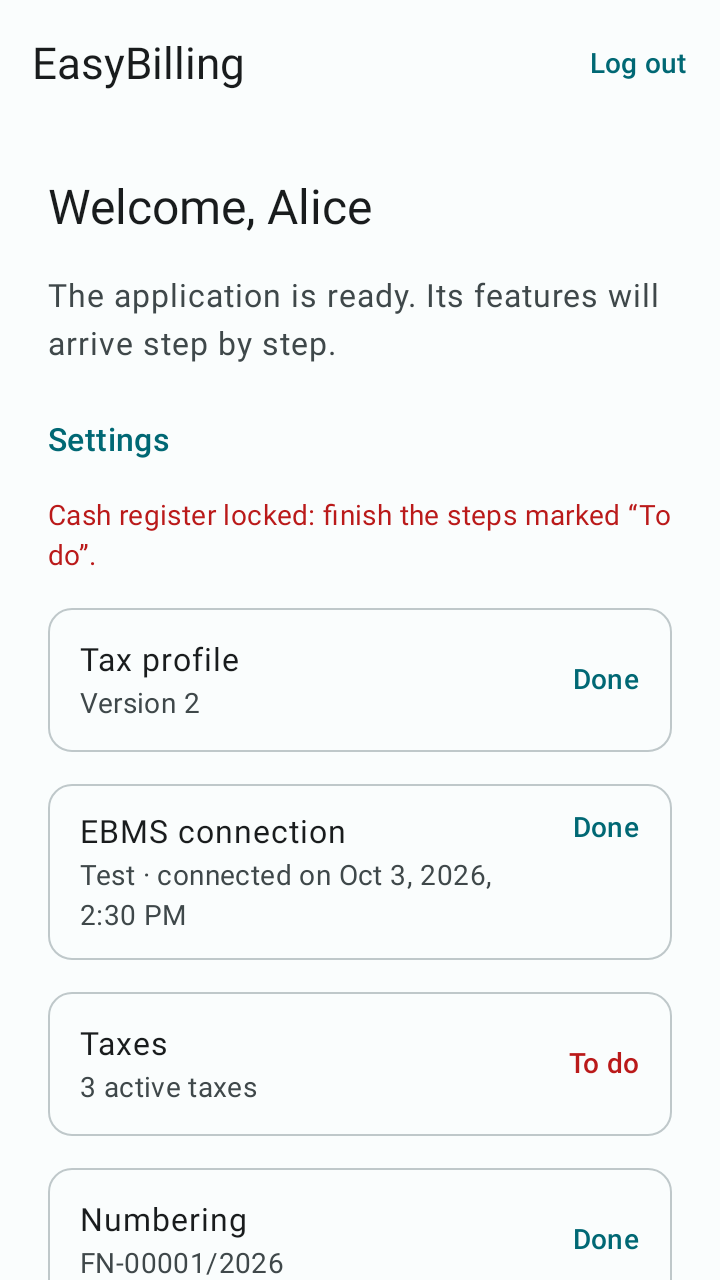 EasyBilling
Log out
Welcome, Alice
The application is ready. Its features will
arrive step by step.
Settings
Cash register locked: finish the steps marked “To
do”.
Tax profile
Version 2
Done
EBMS connection
Test · connected on Oct 3, 2026,
2:30 PM
Done
Taxes
3 active taxes
To do
Numbering
FN-00001/2026
Done